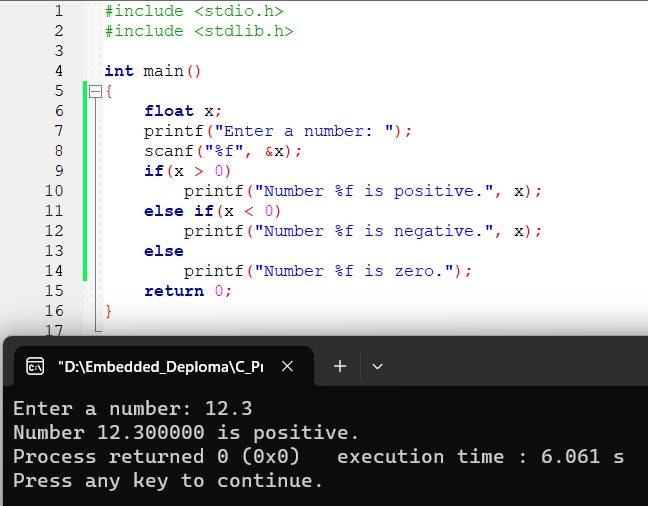 1 #include <stdio.h>
2 #include <stdlib.h>
3
4 int main()
5 {
6 float x;
7 printf("Enter a number: ");
8 scanf("%f", &x);
9 if(x > 0)
10 printf("Number %f is positive.", x);
11 else if(x < 0)
12 printf("Number %f is negative.", x);
13 else
14 printf("Number %f is zero.");
15 return 0;
16 }
17
C:\ "D:\Embedded_Deploma\C_Pr
Enter a number: 12.3
Number 12.300000 is positive.
Process returned 0 (0x0) execution time : 6.061 s
Press any key to continue.